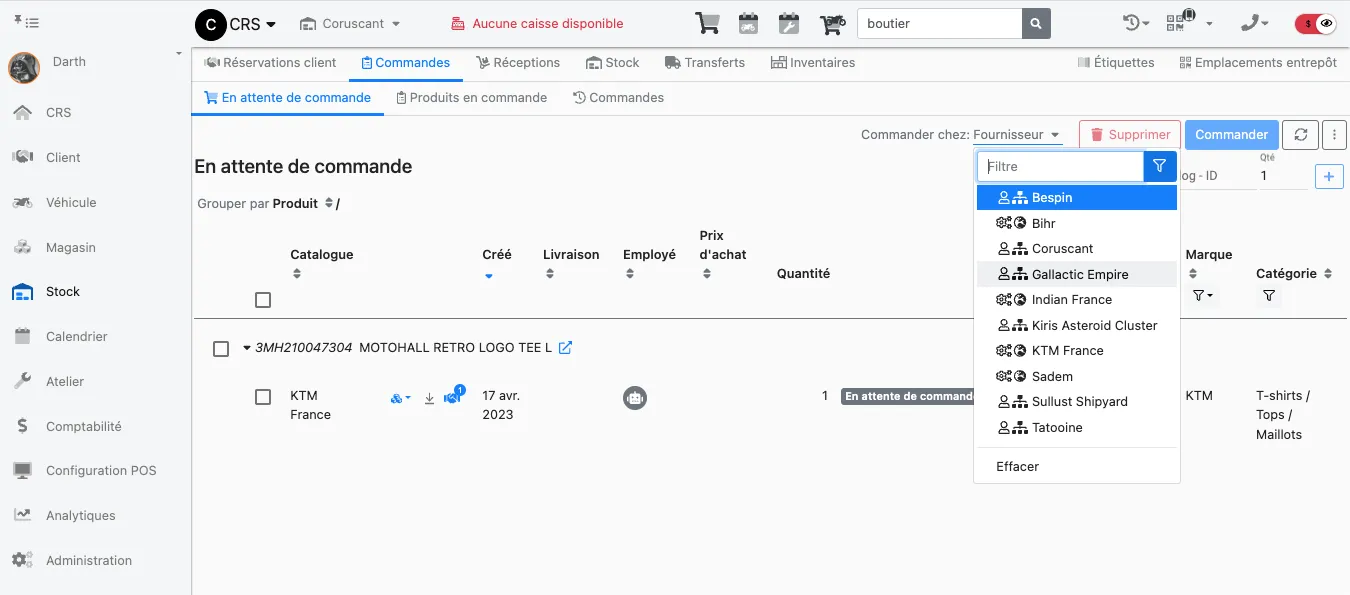 C CRS
Coruscant
Aucune caisse disponible
boutier
$
Darth
CRS
Client
Véhicule
Magasin
Stock
Calendrier
Atelier
Comptabilité
Configuration POS
Analytiques
Administration
Réservations client
Commandes
Réceptions
Stock
Transferts
Inventaires
Étiquettes
Emplacements entrepôt
En attente de commande
Produits en commande
Commandes
Commander chez: Fournisseur
Supprimer
Commander
En attente de commande
log - ID
Qté
1
Grouper par Produit /
Filtre
Bespin
Bihr
Coruscant
Gallactic Empire
Indian France
Kiris Asteroid Cluster
KTM France
Sadem
Sullust Shipyard
Tatooine
Effacer
Catalogue
Créé
Livraison
Employé
Prix
d'achat
Quantité
Marque
Catégorie
3MH210047304 MOTOHALL RETRO LOGO TEE L
KTM
France
1
17 avr.
2023
1
En attente de commande
KTM
T-shirts /
Tops /
Maillots